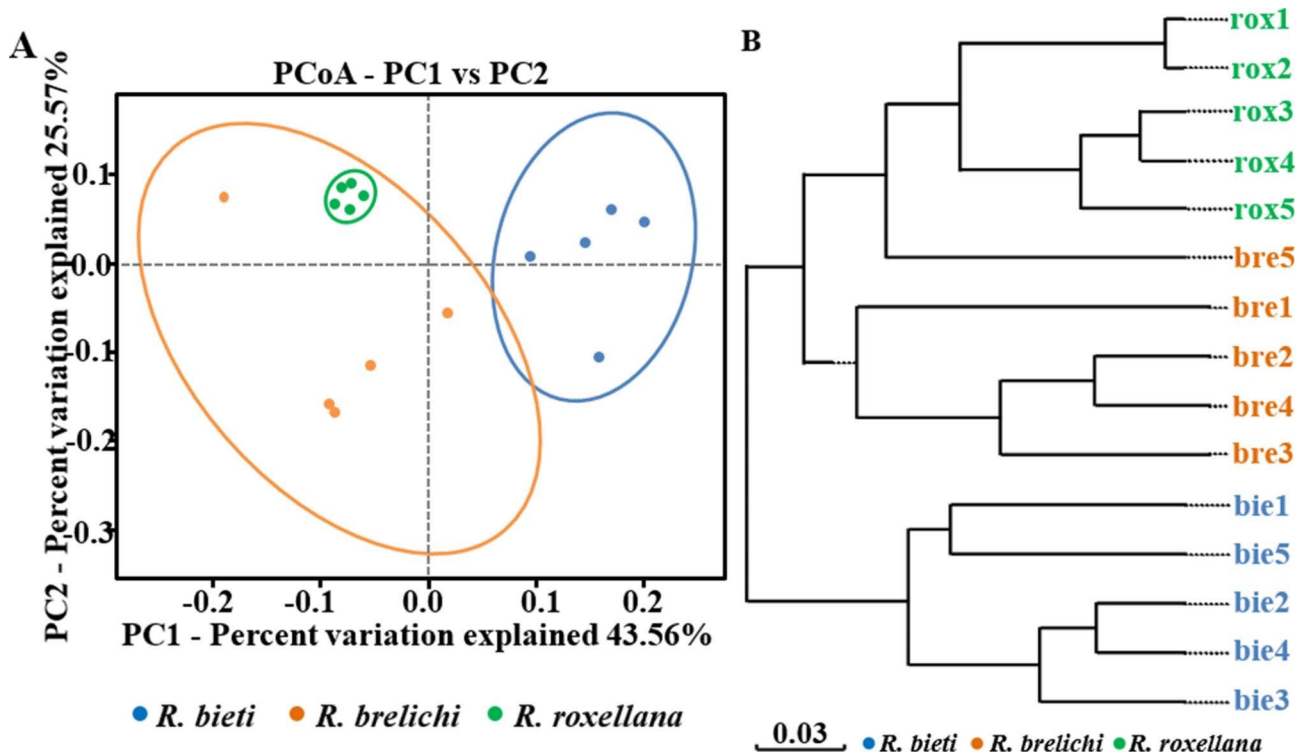 A
PCoA - PC1 vs PC2
PC2 - Percent variation explained 25.57%
0.1
0.0
-0.1
-0.2
-0.3
-0.2
-0.1
0.0
0.1
0.2
PC1 - Percent variation explained 43.56%
R. bieti
R. brelichi
R. roxellana
B
rox1
rox2
rox3
rox4
rox5
bre5
bre1
bre2
bre4
bre3
bie1
bie5
bie2
bie4
bie3
0.03
R. bieti
R. brelichi
R. roxellana